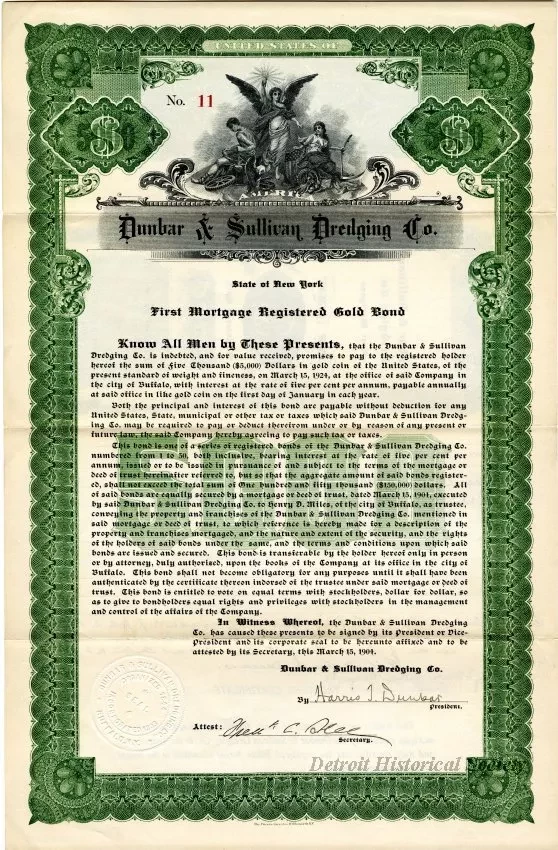 UNITED STATES OF
No. 11
AMERICA
Dunbar & Sullivan Dredging Co.
State of New York
First Mortgage Registered Gold Bond
Know All Men by These Presents, that the Dunbar & Sullivan
Dredging Co. is indebted, and for value received, promises to pay to the registered holder
hereof the sum of Five Thousand ($5,000) Dollars in gold coin of the United States, of the
present standard of weight and fineness, on March 15, 1924, at the office of said Company in
the city of Buffalo, with interest at the rate of five per cent per annum, payable annually
at said office in like gold coin on the first day of January in each year.
Both the principal and interest of this bond are payable without deduction for any
United States, State, municipal or other tax or taxes which said Dunbar & Sullivan Dredg-
ing Co. may be required to pay or deduct therefrom under or by reason of any present or
future law, the said Company hereby agreeing to pay such tax or taxes.
This bond is one of a series of registered bonds of the Dunbar & Sullivan Dredging Co.
numbered from 1 to 30, both inclusive, bearing interest at the rate of five per cent per
annum, issued or to be issued in pursuance of and subject to the terms of the mortgage or
deed of trust hereinafter referred to, but so that the aggregate amount of said bonds register-
ed, shall not exceed the total sum of One hundred and fifty thousand ($150,000) dollars. All
of said bonds are equally secured by a mortgage or deed of trust, dated March 15, 1904, executed
by said Dunbar & Sullivan Dredging Co. to Henry D. Miles, of the city of Buffalo, as trustee,
conveying the property and franchises of the Dunbar & Sullivan Dredging Co. mentioned in
said mortgage or deed of trust, to which reference is hereby made for a description of the
property and franchises mortgaged, and the nature and extent of the security, and the rights
of the holders of said bonds under the same, and the terms and conditions upon which said
bonds are issued and secured. This bond is transferable by the holder hereof only in person
or by attorney, duly authorized, upon the books of the Company at its office in the city of
Buffalo. This bond shall not become obligatory for any purposes until it shall have been
authenticated by the certificate thereon indorsed of the trustee under said mortgage or deed of
trust. This bond is entitled to vote on equal terms with stockholders, dollar for dollar, so
as to give to bondholders equal rights and privileges with stockholders in the management
and control of the affairs of the Company.
In Witness Whereof, the Dunbar & Sullivan Dredging
Co. has caused these presents to be signed by its President or Vice-
President and its corporate seal to be hereunto affixed and to be
attested by its Secretary, this March 15, 1904.
Dunbar & Sullivan Dredging Co.
By Harris T. Dunbar
President.
Attest:
Secretary.
Detroit Historical Society